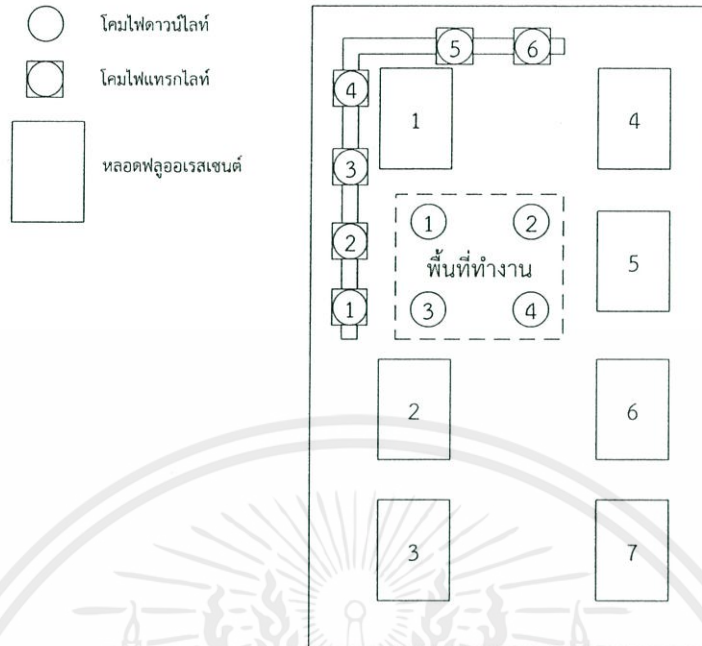 โคมไฟดาวน์ไลท์
โคมไฟแทรกไลท์
หลอดฟลูออเรสเซนต์
5 6
4
1 4
3
1 2
2
พื้นที่ทำงาน 5
1 3 4
2 6
3 7